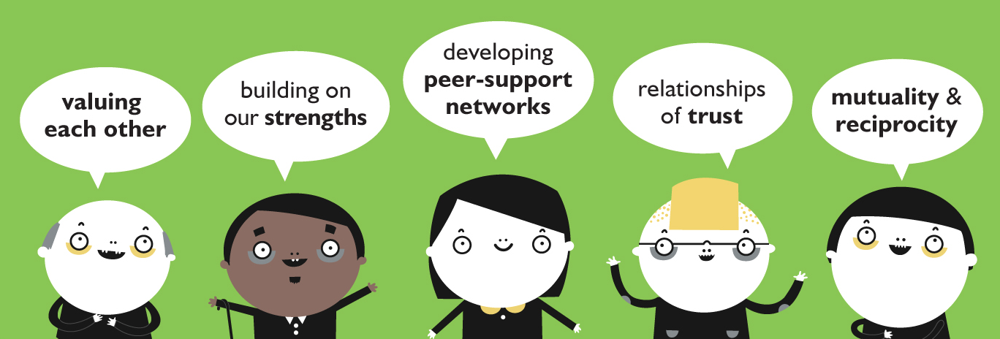 valuing
each other
building on
our strengths
developing
peer-support
networks
relationships
of trust
mutuality &
reciprocity